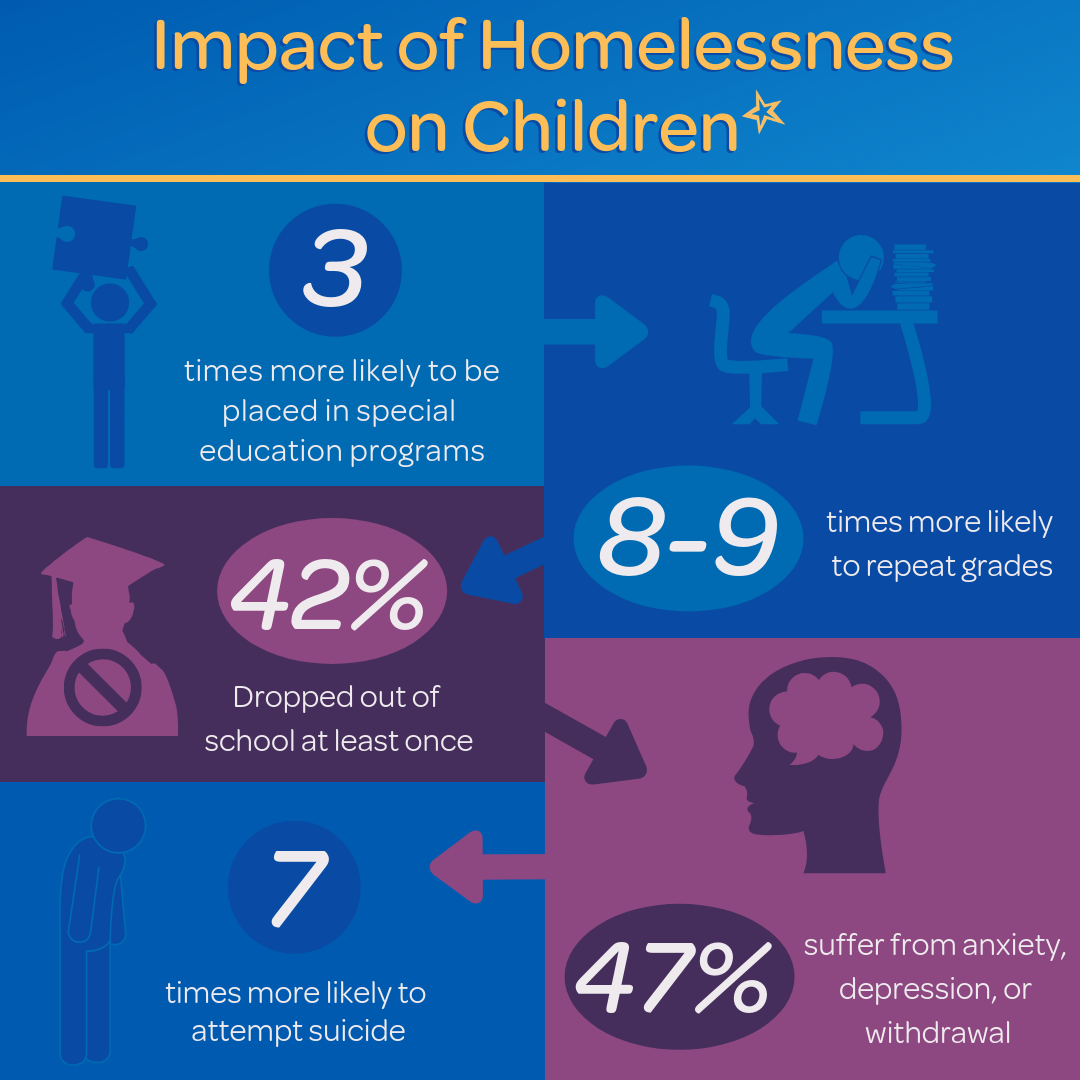 Impact of Homelessness
on Children
3
times more likely to be
placed in special
education programs
8-9
times more likely
to repeat grades
42%
Dropped out of
school at least once
47%
suffer from anxiety,
depression, or
withdrawal
7
times more likely to
attempt suicide